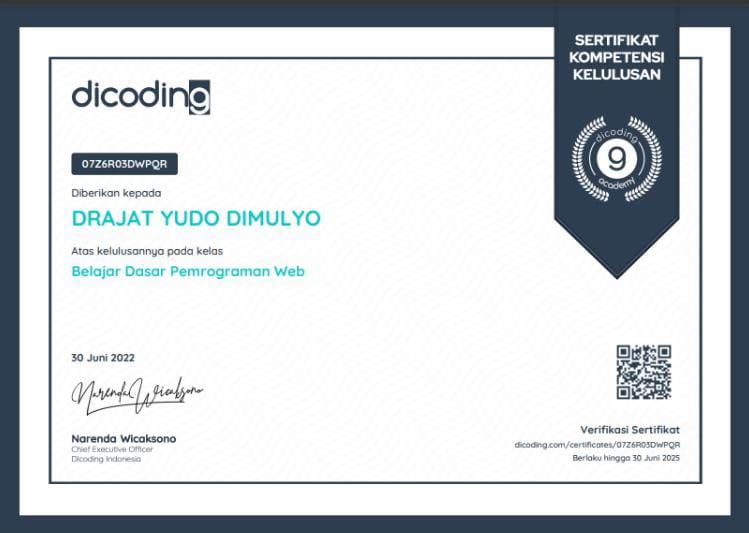 SERTIFIKAT
KOMPETENSI
KELULUSAN
dicoding
dicoding
9
academy
07Z6R03DWPQR
Diberikan kepada
DRAJAT YUDO DIMULYO
Atas kelulusannya pada kelas
Belajar Dasar Pemrograman Web
30 Juni 2022
Narenda Wicaksono
Narenda Wicaksono
Chief Executive Officer
Dicoding Indonesia
Verifikasi Sertifikat
dicoding.com/certificates/07Z6R03DWPQR
Berlaku hingga 30 Juni 2025